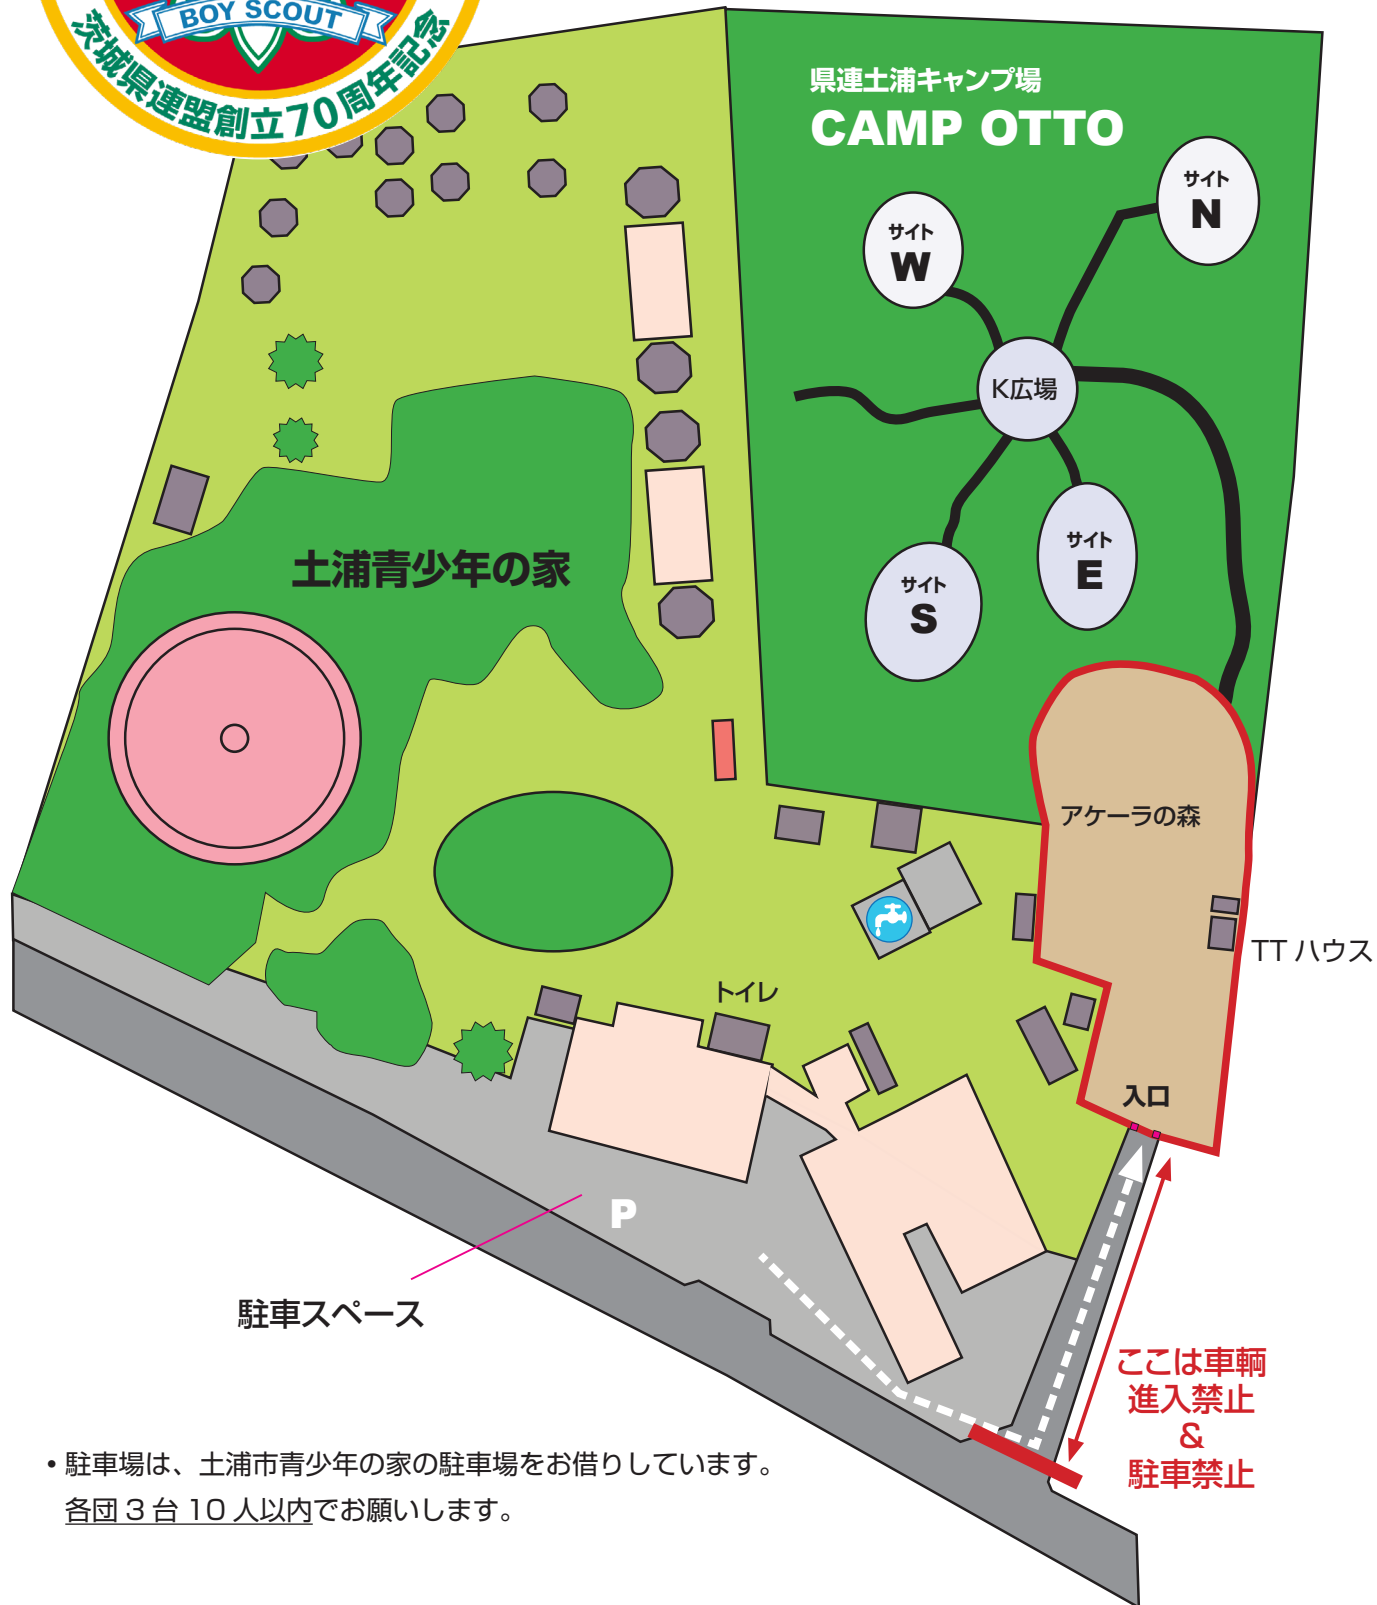 BOY SCOUT
茨城県連盟創立70周年記念
県連土浦キャンプ場
CAMP OTTO
サイト
N
サイト
W
K広場
サイト
E
サイト
S
土浦青少年の家
アケーラの森
TT ハウス
トイレ
入口
P
駐車スペース
ここは車輌
進入禁止
&
駐車禁止
• 駐車場は、土浦市青少年の家の駐車場をお借りしています。
各団 3 台 10 人以内でお願いします。